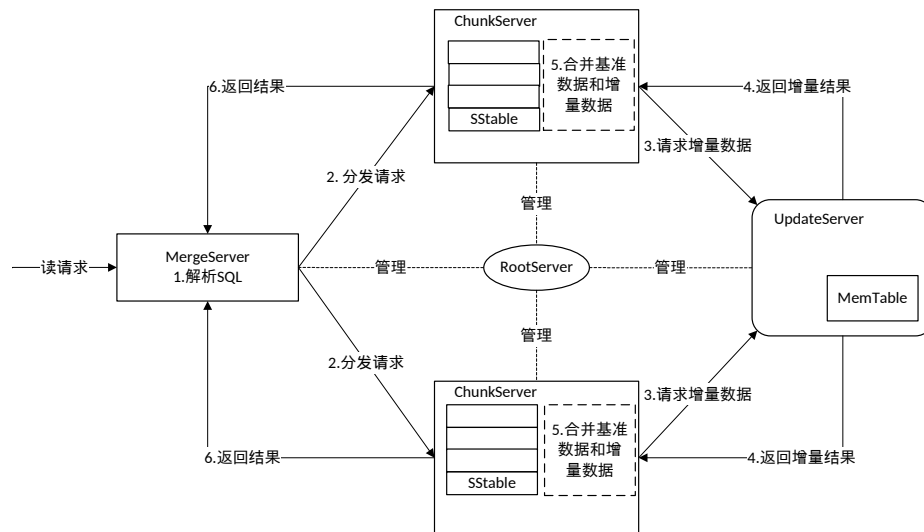 ChunkServer
5.合并基准
数据和增
量数据
SStable
6.返回结果
4.返回增量结果
3.请求增量数据
2. 分发请求
管理
UpdateServer
MergeServer
1.解析SQL
读请求
管理
RootServer
管理
MemTable
管理
2.分发请求
ChunkServer
3.请求增量数据
5.合并基准
数据和增
量数据
SStable
6.返回结果
4.返回增量结果